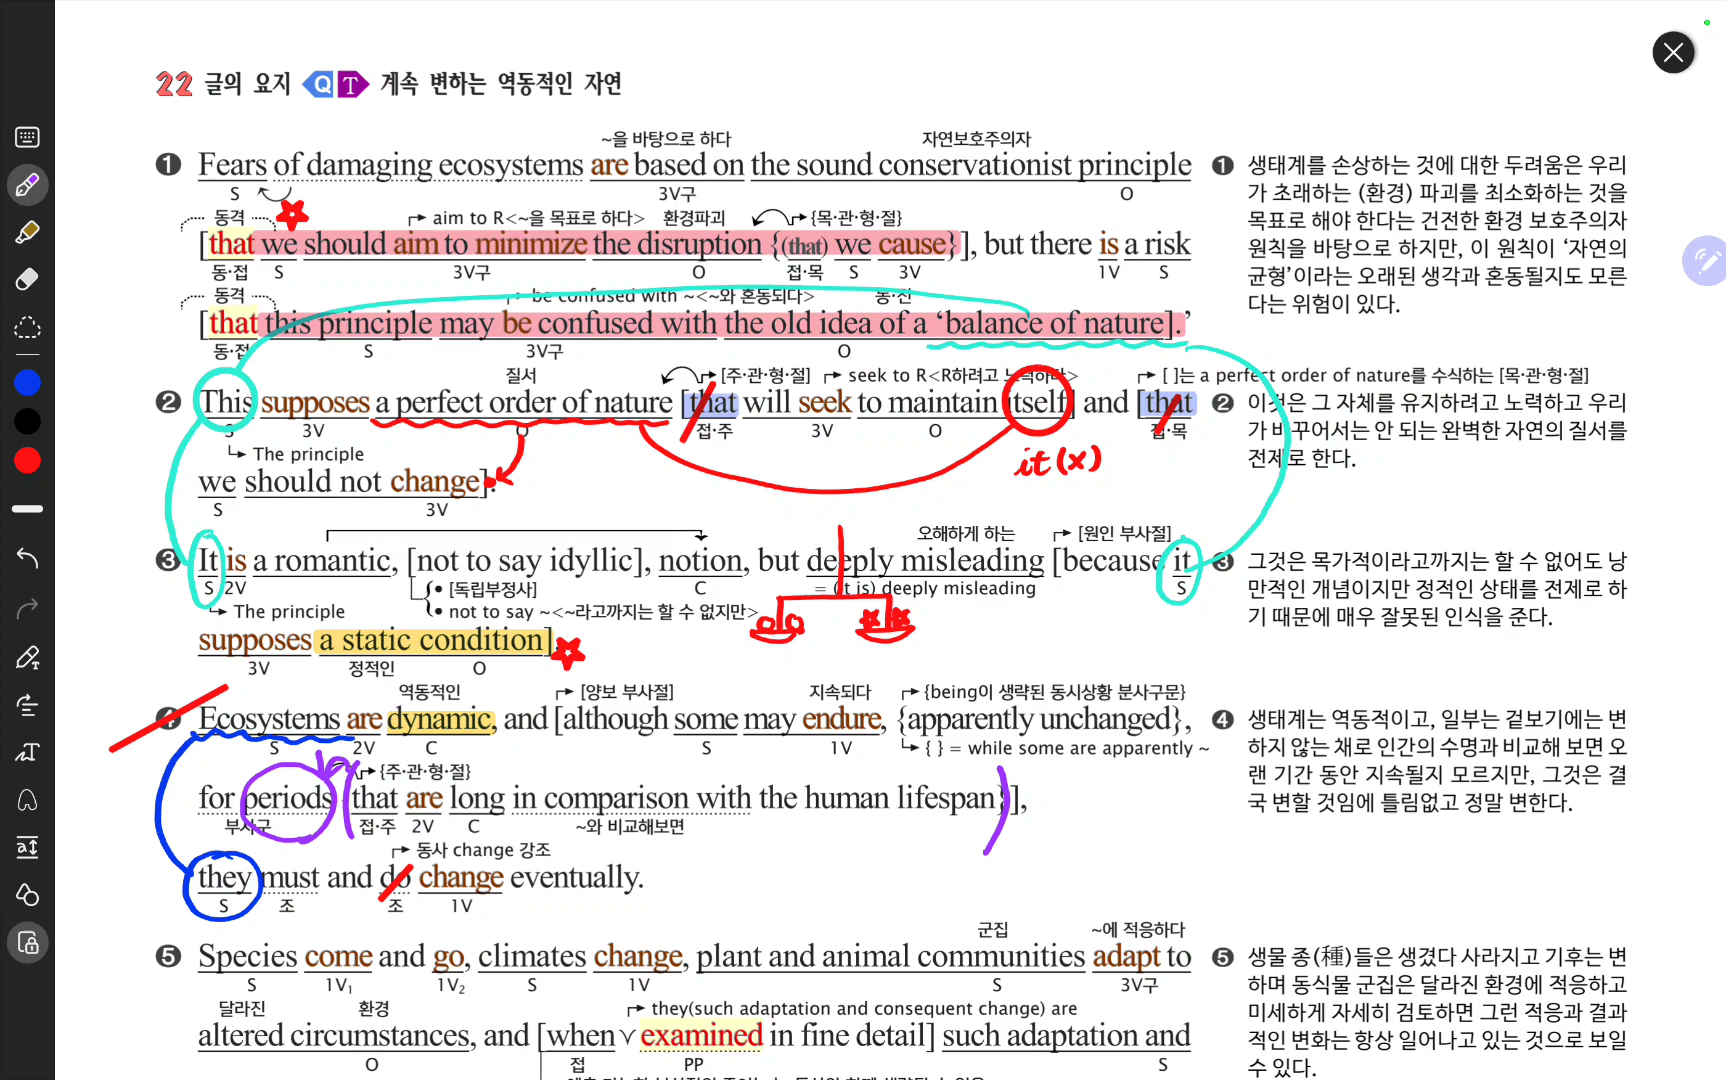 22 글의 요지 Q T 계속 변하는 역동적인 자연
~을 바탕으로 하다 자연보호주의자
❶ Fears of damaging ecosystems are based on the sound conservationist principle
S 3V구 O
동격 aim to R<~을 목표로 하다> 환경파괴 {목·관·형·절}
[that we should aim to minimize the disruption {(that) we cause}], but there is a risk
동·접 S 3V구 O 접·목 S 3V 1V S
동격 be confused with ~<~와 혼동되다> 동·전
[that this principle may be confused with the old idea of a ‘balance of nature].’
동·접 S 3V구 O
질서 [주·관·형·절] seek to R<R하려고 노력하다> [ ]는 a perfect order of nature를 수식하는 [목·관·형·절]
❷ This supposes a perfect order of nature [that will seek to maintain itself] and [that
S 3V O 접·주 3V O 접·목
The principle
it(x)
we should not change].
S 3V
오해하게 하는 [원인 부사절]
❸ It is a romantic, [not to say idyllic], notion, but deeply misleading [because it
S 2V • [독립부정사] C = (it is) deeply misleading S
The principle • not to say ~<~라고까지는 할 수 없지만>
supposes a static condition].
3V 정적인 O
역동적인 [양보 부사절] 지속되다 {being이 생략된 동시상황 분사구문}
❹ Ecosystems are dynamic, and [although some may endure, {apparently unchanged},
S 2V C S 1V { } = while some are apparently ~
{주·관·형·절}
for periods {that are long in comparison with the human lifespan}],
부사구 접·주 2V C ~와 비교해보면
동사 change 강조
they must and do change eventually.
S 조 조 1V
군집 ~에 적응하다
❺ Species come and go, climates change, plant and animal communities adapt to
S 1V₁ 1V₂ S 1V S 3V구
달라진 환경 they(such adaptation and consequent change) are
altered circumstances, and [when ∨ examined in fine detail] such adaptation and
O 접 PP S
❶ 생태계를 손상하는 것에 대한 두려움은 우리
가 초래하는 (환경) 파괴를 최소화하는 것을
목표로 해야 한다는 건전한 환경 보호주의자
원칙을 바탕으로 하지만, 이 원칙이 ‘자연의
균형’이라는 오래된 생각과 혼동될지도 모른
다는 위험이 있다.
❷ 이것은 그 자체를 유지하려고 노력하고 우리
가 바꾸어서는 안 되는 완벽한 자연의 질서를
전제로 한다.
❸ 그것은 목가적이라고까지는 할 수 없어도 낭
만적인 개념이지만 정적인 상태를 전제로 하
기 때문에 매우 잘못된 인식을 준다.
❹ 생태계는 역동적이고, 일부는 겉보기에는 변
하지 않는 채로 인간의 수명과 비교해 보면 오
랜 기간 동안 지속될지 모르지만, 그것은 결
국 변할 것임에 틀림없고 정말 변한다.
❺ 생물 종(種)들은 생겼다 사라지고 기후는 변
하며 동식물 군집은 달라진 환경에 적응하고
미세하게 자세히 검토하면 그런 적응과 결과
적인 변화는 항상 일어나고 있는 것으로 보일
수 있다.